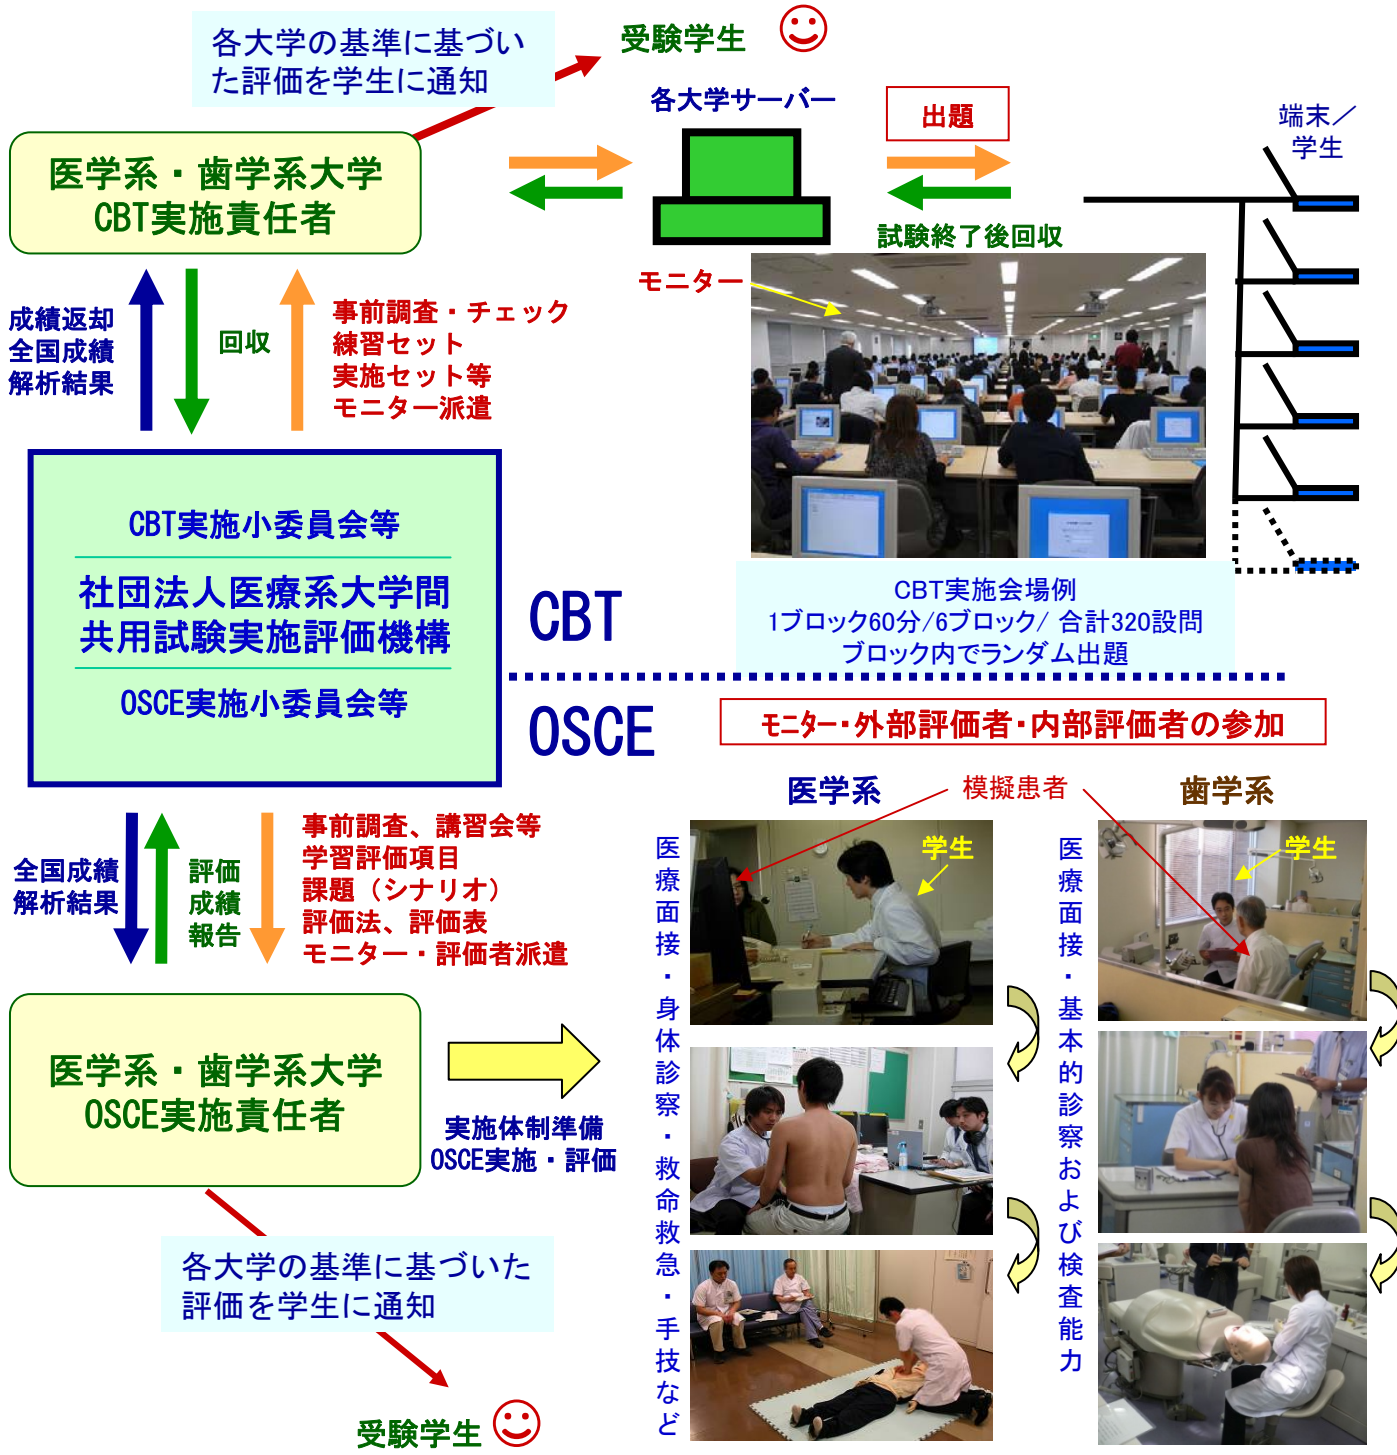 各大学の基準に基づい
た評価を学生に通知
受験学生
各大学サーバー
出題
端末／
学生
医学系・歯学系大学
CBT実施責任者
試験終了後回収
モニター
成績返却
全国成績
解析結果
回収
事前調査・チェック
練習セット
実施セット等
モニター派遣
CBT実施小委員会等
社団法人医療系大学間
共用試験実施評価機構
OSCE実施小委員会等
CBT
CBT実施会場例
1ブロック60分/6ブロック/ 合計320設問
ブロック内でランダム出題
OSCE
モニター・外部評価者・内部評価者の参加
医学系
模擬患者
歯学系
全国成績
解析結果
評価
成績
報告
事前調査、講習会等
学習評価項目
課題（シナリオ）
評価法、評価表
モニター・評価者派遣
医療面接・身体診察・救命救急・手技など
学生
医療面接・基本的診察および検査能力
学生
医学系・歯学系大学
OSCE実施責任者
実施体制準備
OSCE実施・評価
各大学の基準に基づいた
評価を学生に通知
受験学生